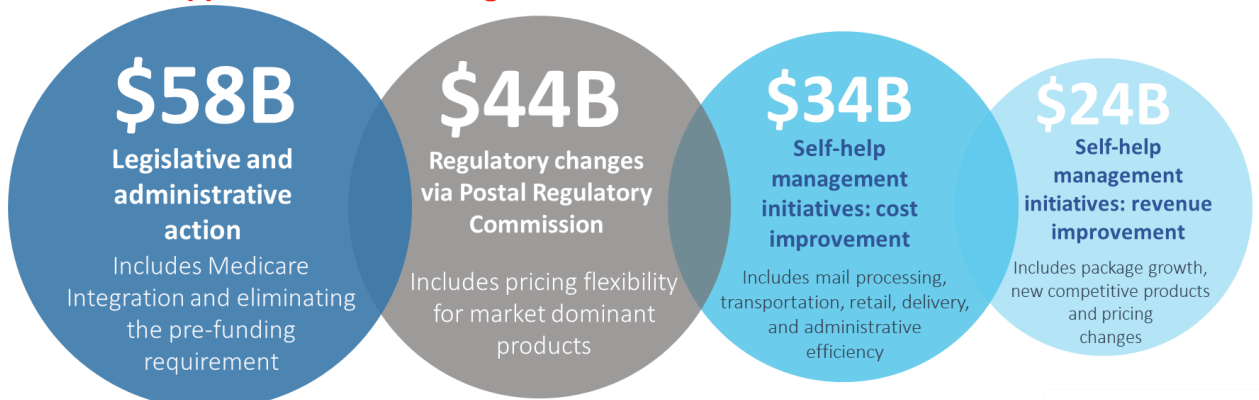 $58B
Legislative and
administrative
action
Includes Medicare
Integration and eliminating
the pre-funding
requirement
$44B
Regulatory changes
via Postal Regulatory
Commission
Includes pricing flexibility
for market dominant
products
$34B
Self-help
management
initiatives: cost
improvement
Includes mail processing,
transportation, retail, delivery,
and administrative
efficiency
$24B
Self-help
management
initiatives: revenue
improvement
Includes package growth,
new competitive products
and pricing
changes